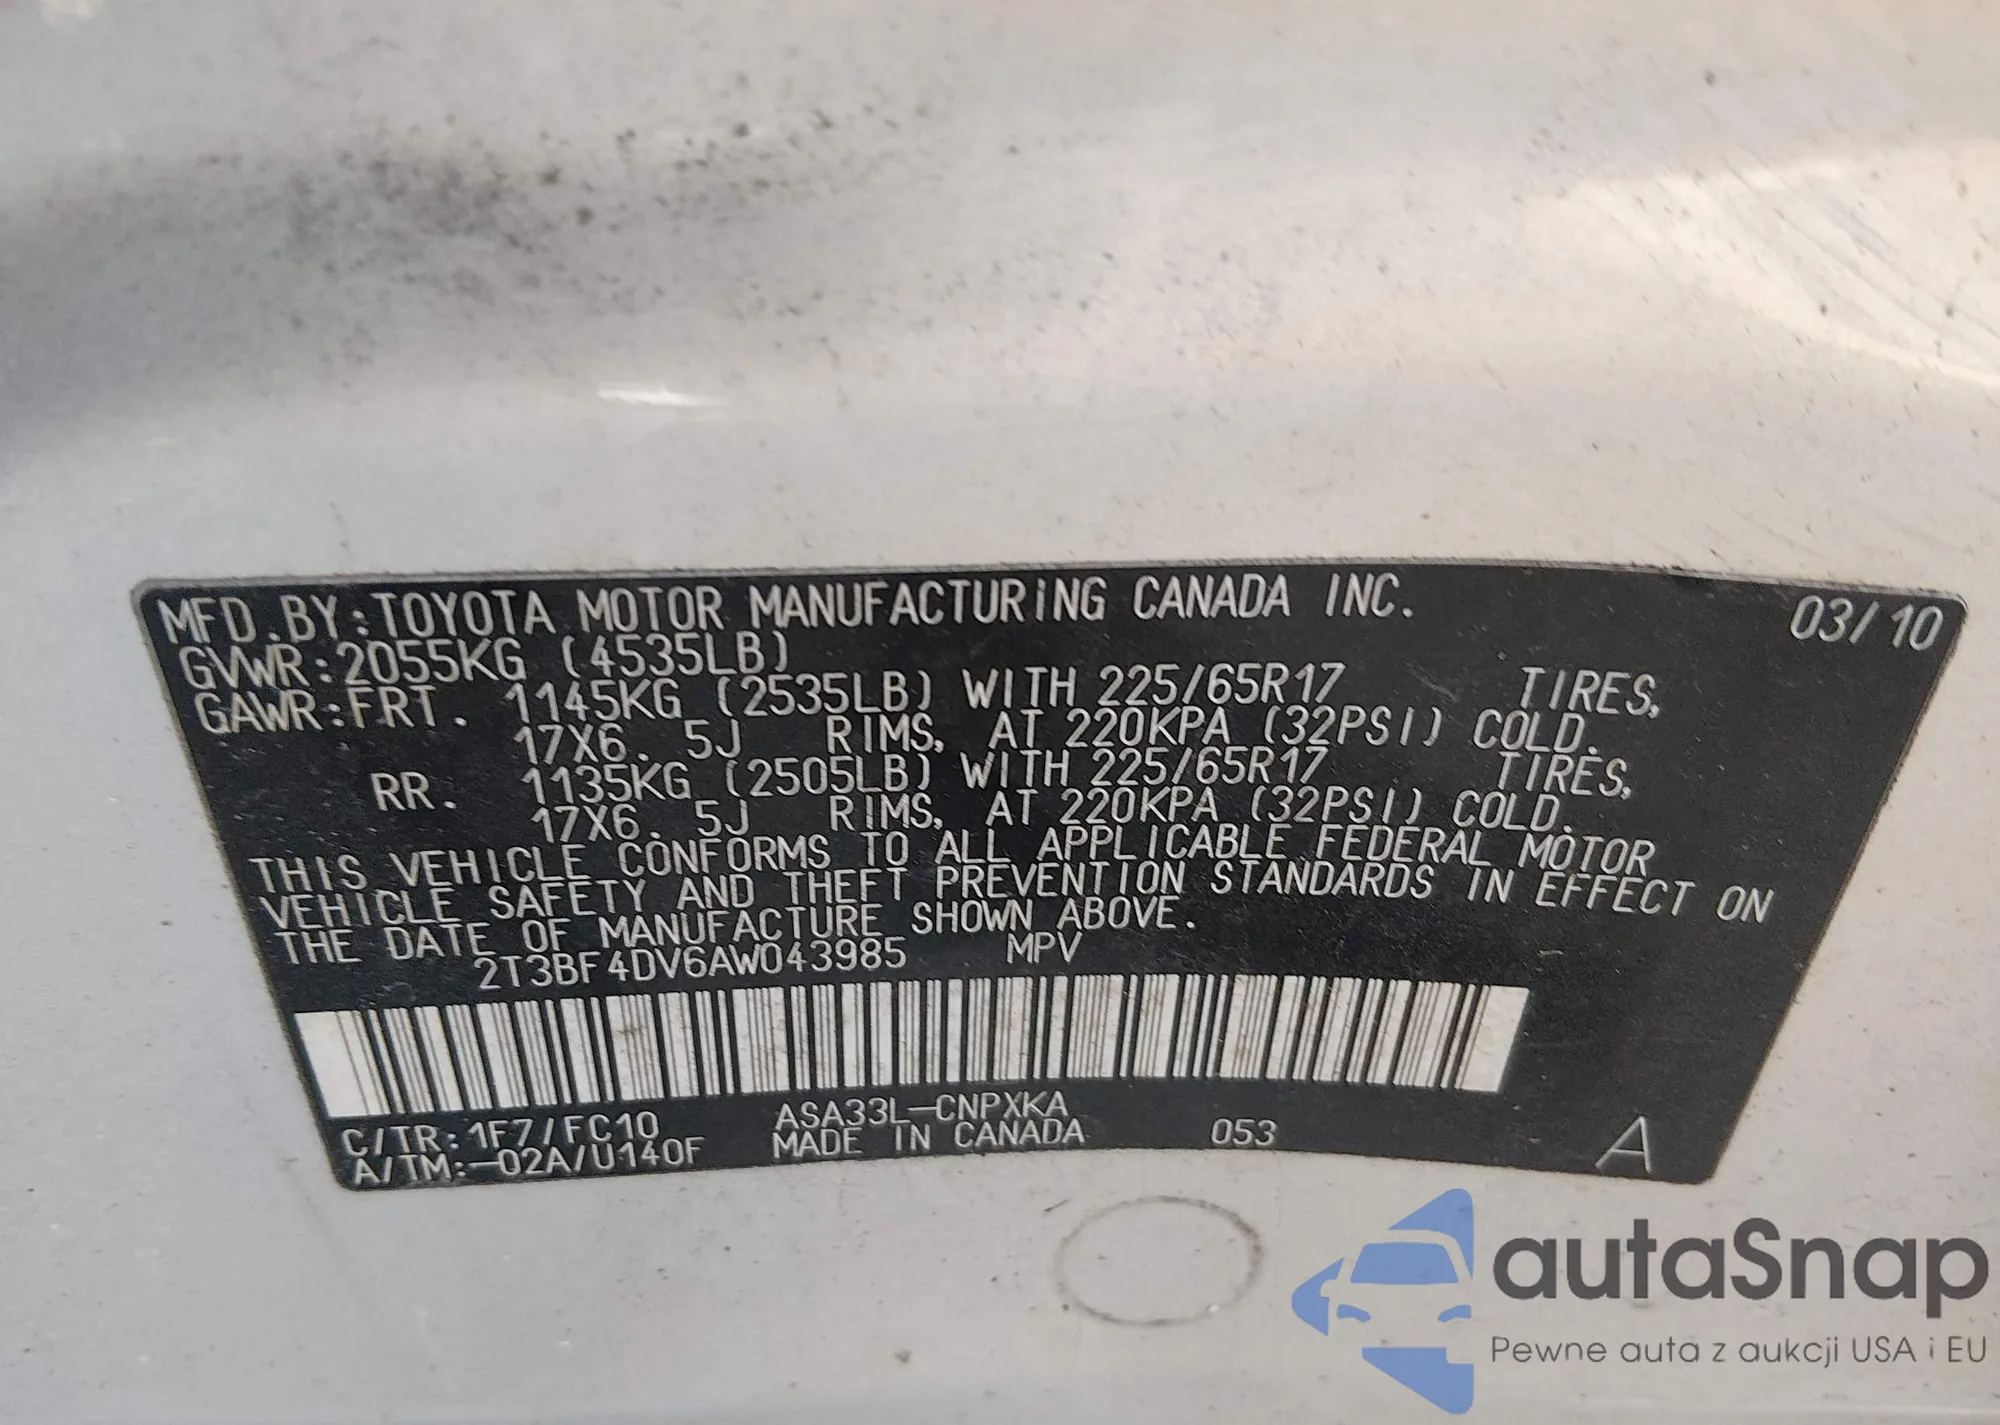 MFD.BY:TOYOTA MOTOR MANUFACTURING CANADA INC. 03/10
GVWR:2055KG (4535LB)
GAWR:FRT. 1145KG (2535LB) WITH 225/65R17 TIRES,
17X6.5J RIMS, AT 220KPA (32PSI) COLD.
RR. 1135KG (2505LB) WITH 225/65R17 TIRES,
17X6.5J RIMS, AT 220KPA (32PSI) COLD.
THIS VEHICLE CONFORMS TO ALL APPLICABLE FEDERAL MOTOR
VEHICLE SAFETY AND THEFT PREVENTION STANDARDS IN EFFECT ON
THE DATE OF MANUFACTURE SHOWN ABOVE.
2T3BF4DV6AW043985 MPV
C/TR:1F7/FC10 ASA33L-CNPXKA
A/TM:-02A/U140F MADE IN CANADA 053 A
autaSnap
Pewne auta z aukcji USA i EU